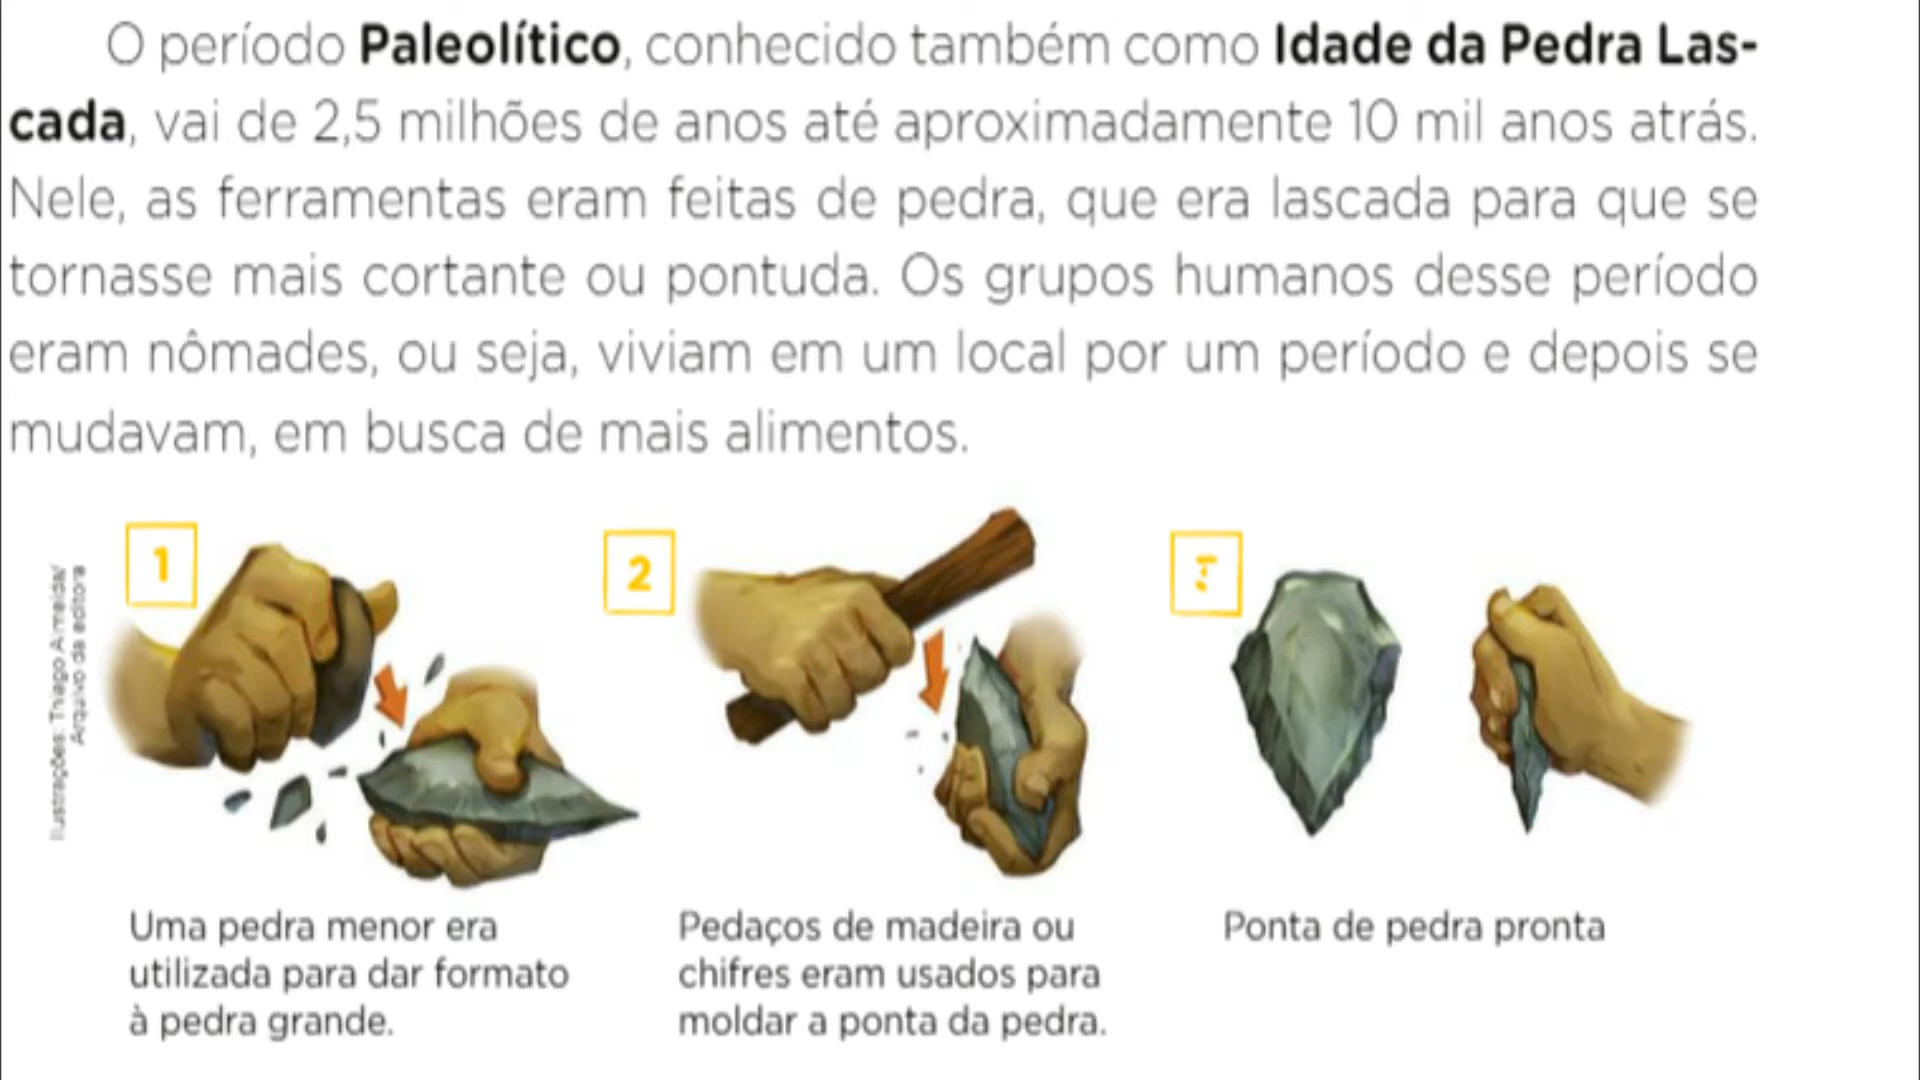 O período Paleolítico, conhecido também como Idade da Pedra Las-
cada, vai de 2,5 milhões de anos até aproximadamente 10 mil anos atrás.
Nele, as ferramentas eram feitas de pedra, que era lascada para que se
tornasse mais cortante ou pontuda. Os grupos humanos desse período
eram nômades, ou seja, viviam em um local por um período e depois se
mudavam, em busca de mais alimentos.
Ilustrações: Thiago Almeida/
Arquivo da editora
1
2
Uma pedra menor era
utilizada para dar formato
à pedra grande.
Pedaços de madeira ou
chifres eram usados para
moldar a ponta da pedra.
Ponta de pedra pronta